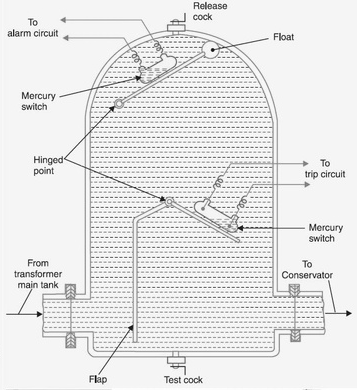 Release
cock
To
alarm circuit
Float
Mercury
switch
Hinged
point
To
trip circuit
Mercury
switch
From
transformer
main tank
To
Conservator
Flap
Test cock